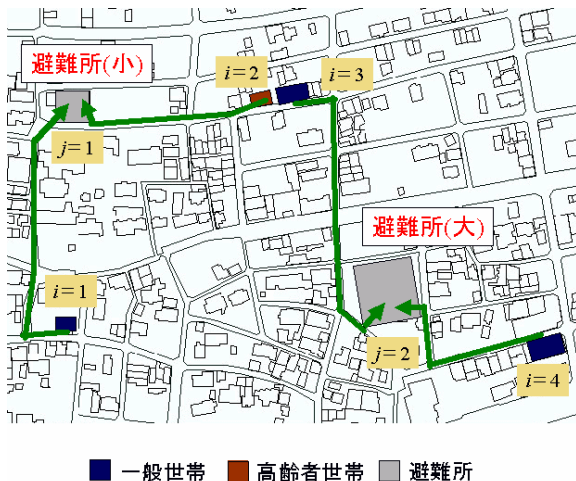 避難所(小)
i=2
i=3
j=1
避難所(大)
i=1
j=2
i=4
一般世帯 高齢者世帯 避難所